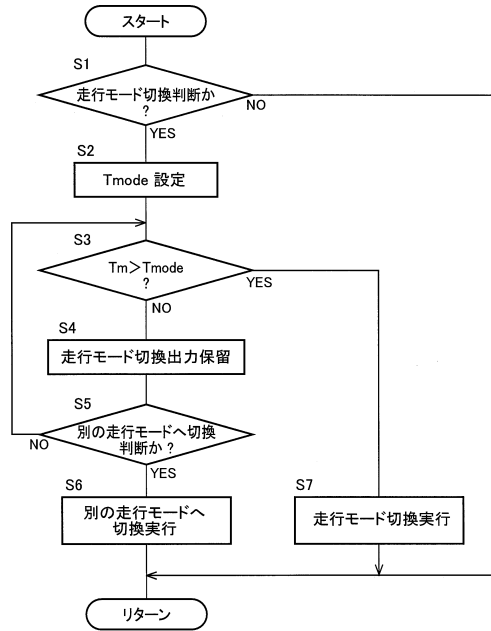 スタート
S1
走行モード切換判断か
?
NO
YES
S2
Tmode 設定
S3
Tm>Tmode
?
YES
NO
S4
走行モード切換出力保留
S5
別の走行モードへ切換
判断か?
NO
YES
S6
別の走行モードへ
切換実行
S7
走行モード切換実行
リターン